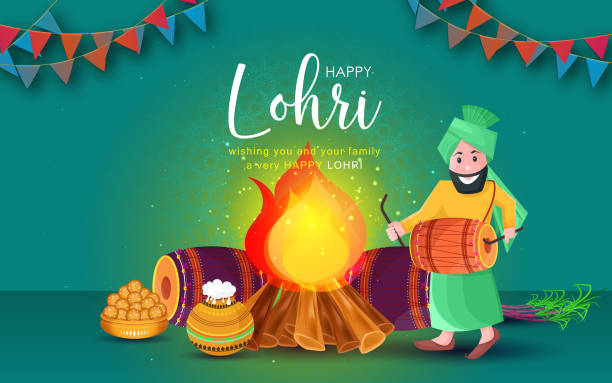 HAPPY
Lohri
wishing you and your family
a very HAPPY LOHRI